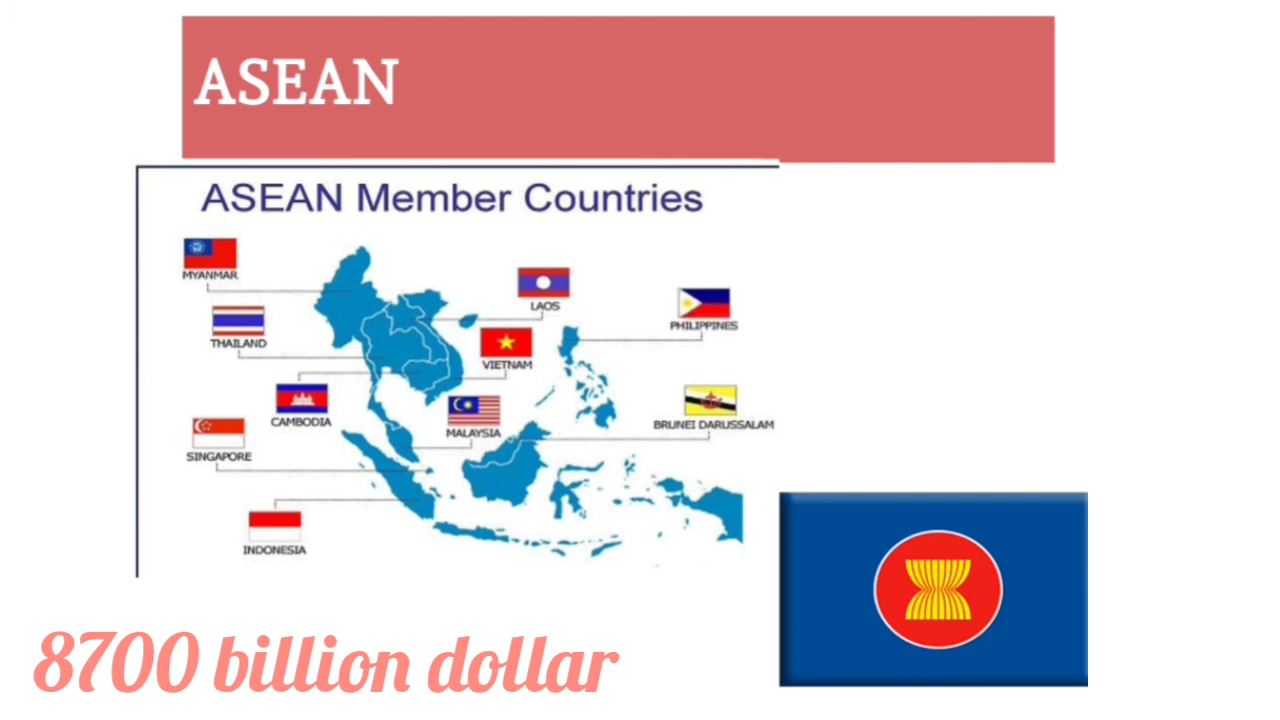 ASEAN
ASEAN Member Countries
MYANMAR
LAOS
PHILIPPINES
THAILAND
VIETNAM
CAMBODIA
MALAYSIA
BRUNEI DARUSSALAM
SINGAPORE
INDONESIA
8700 billion dollar